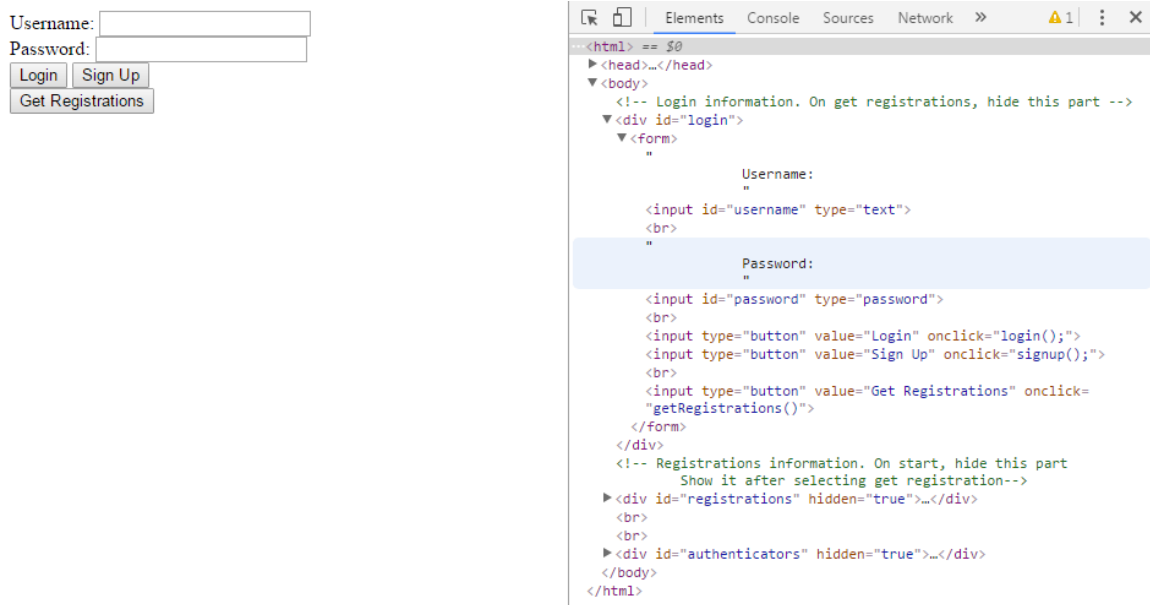 Username:
Password:
Login Sign Up
Get Registrations
Elements Console Sources Network » 1
···<html> == $0
<head>…</head>
<body>
<!-- Login information. On get registrations, hide this part -->
<div id="login">
<form>
"
Username:
"
<input id="username" type="text">
<br>
"
Password:
"
<input id="password" type="password">
<br>
<input type="button" value="Login" onclick="login();">
<input type="button" value="Sign Up" onclick="signup();">
<br>
<input type="button" value="Get Registrations" onclick=
"getRegistrations()">
</form>
</div>
<!-- Registrations information. On start, hide this part
Show it after selecting get registration-->
<div id="registrations" hidden="true">…</div>
<br>
<br>
<div id="authenticators" hidden="true">…</div>
</body>
</html>